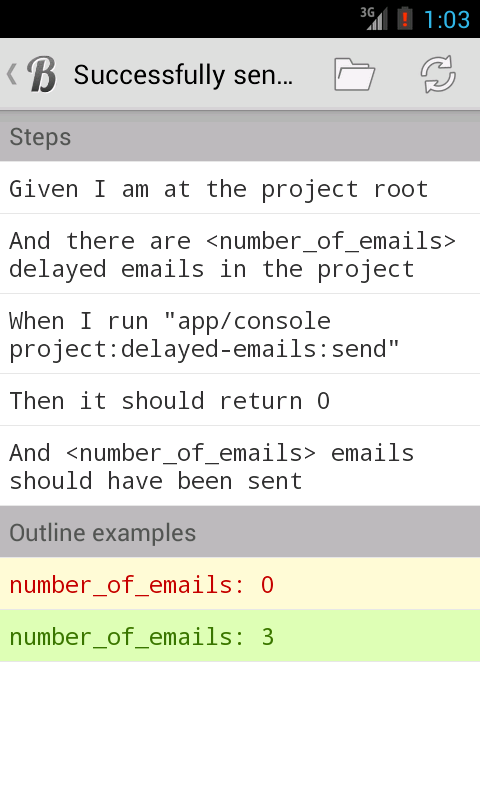 3G
1:03
B
Successfully sen…
Steps
Given I am at the project root
And there are <number_of_emails>
delayed emails in the project
When I run "app/console
project:delayed-emails:send"
Then it should return 0
And <number_of_emails> emails
should have been sent
Outline examples
number_of_emails: 0
number_of_emails: 3